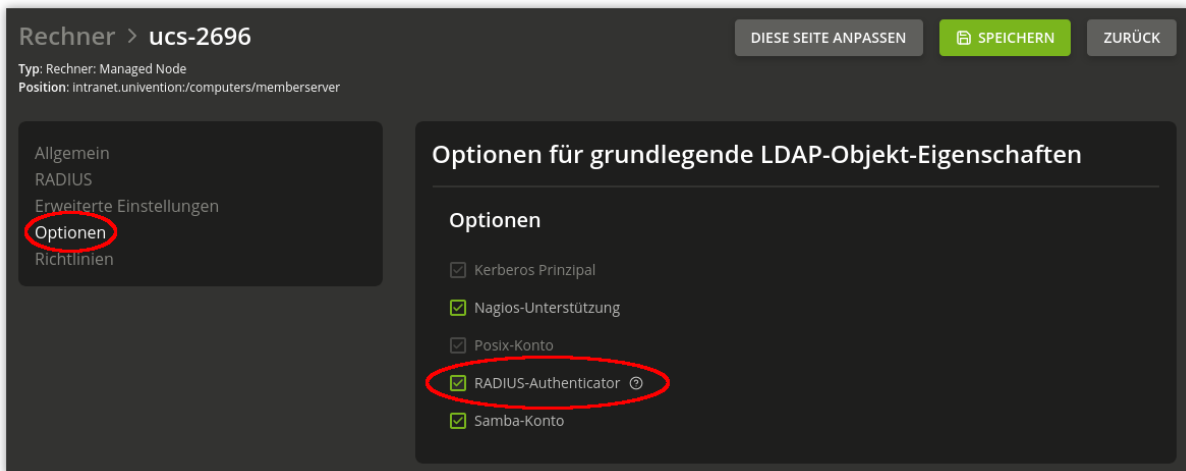 Rechner > ucs-2696
DIESE SEITE ANPASSEN
SPEICHERN
ZURÜCK
Typ: Rechner: Managed Node
Position: intranet.univention:/computers/memberserver
Allgemein
RADIUS
Erweiterte Einstellungen
Optionen
Richtlinien
Optionen für grundlegende LDAP-Objekt-Eigenschaften
Optionen
Kerberos Prinzipal
Nagios-Unterstützung
Posix-Konto
RADIUS-Authenticator ?
Samba-Konto